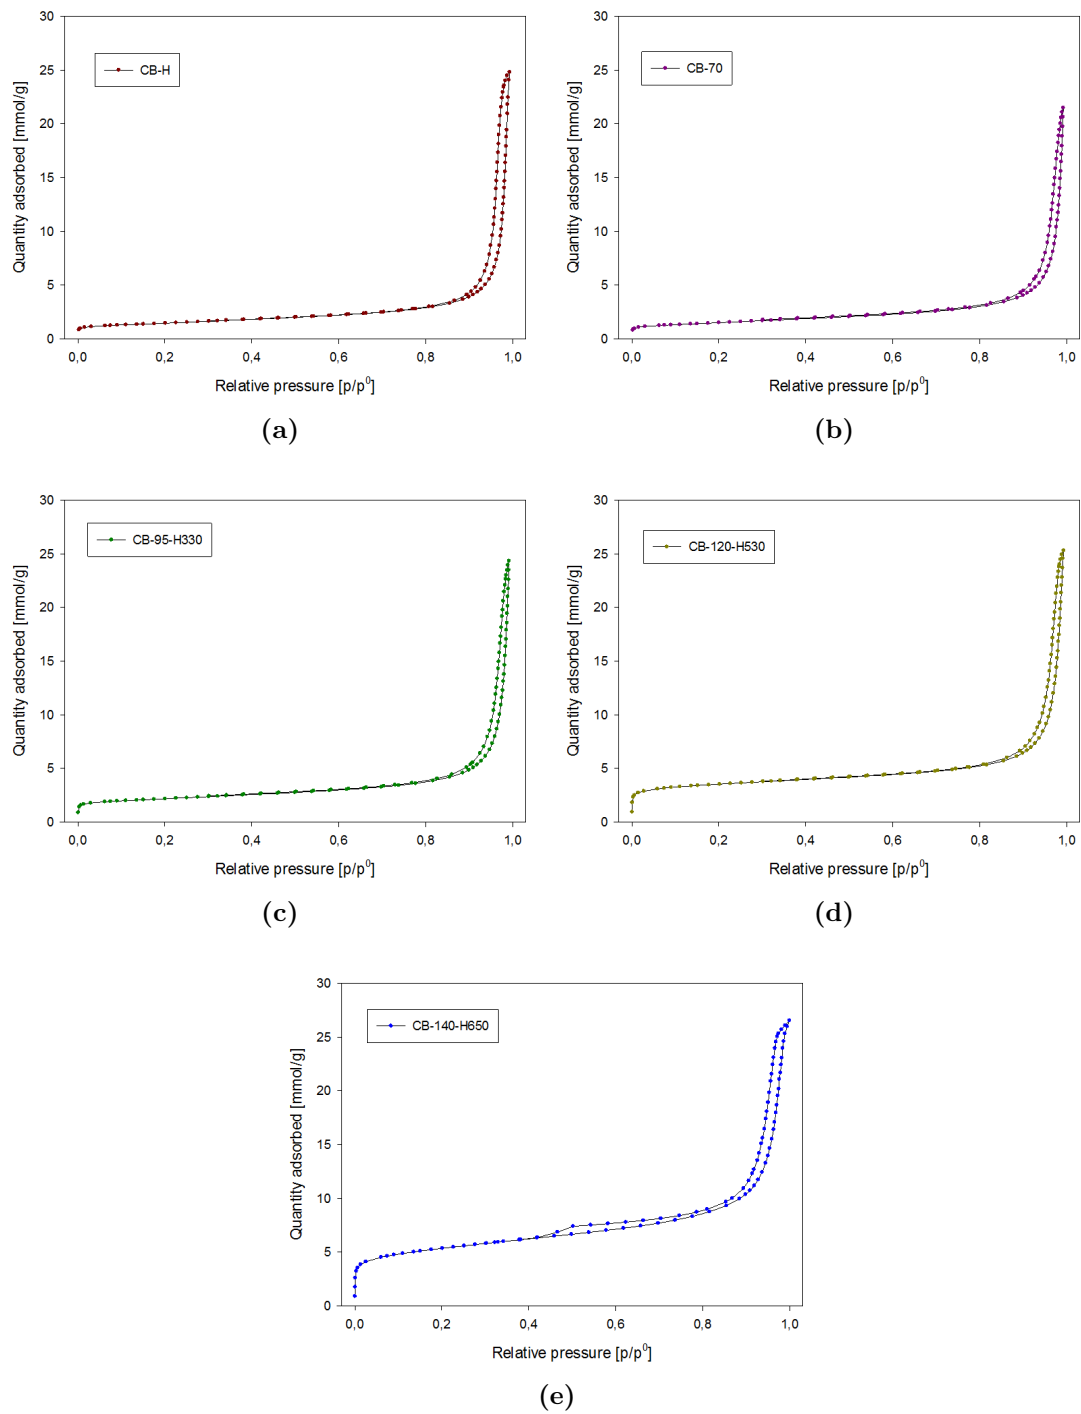 30
25
20
15
10
5
0
Quantity adsorbed [mmol/g]
CB-H
0,0 0,2 0,4 0,6 0,8 1,0
Relative pressure [p/p⁰]
(a)
30
25
20
15
10
5
0
Quantity adsorbed [mmol/g]
CB-70
0,0 0,2 0,4 0,6 0,8 1,0
Relative pressure [p/p⁰]
(b)
30
25
20
15
10
5
0
Quantity adsorbed [mmol/g]
CB-95-H330
0,0 0,2 0,4 0,6 0,8 1,0
Relative pressure [p/p⁰]
(c)
30
25
20
15
10
5
0
Quantity adsorbed [mmol/g]
CB-120-H530
0,0 0,2 0,4 0,6 0,8 1,0
Relative pressure [p/p⁰]
(d)
30
25
20
15
10
5
0
Quantity adsorbed [mmol/g]
CB-140-H650
0,0 0,2 0,4 0,6 0,8 1,0
Relative pressure [p/p⁰]
(e)